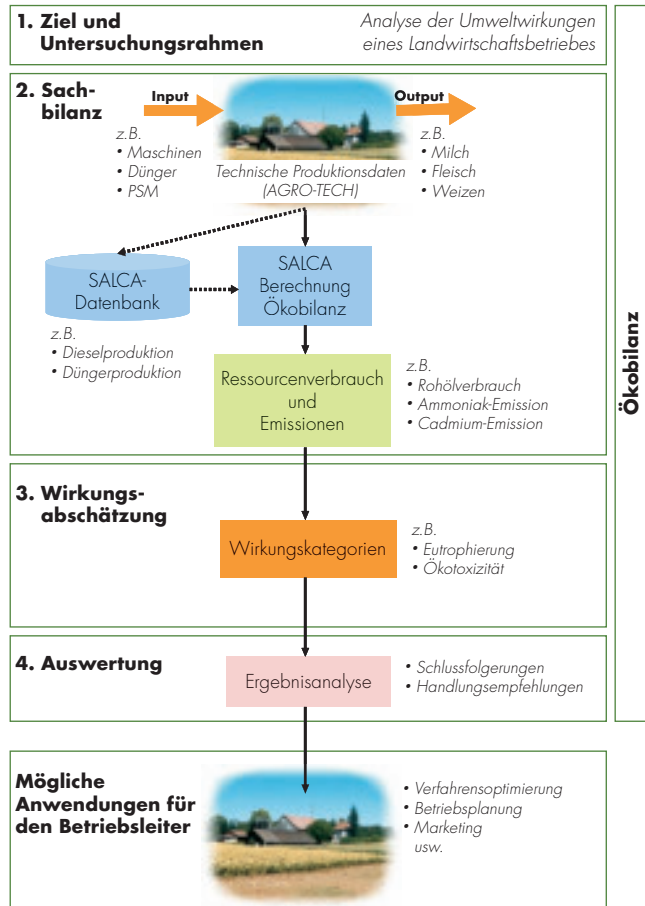 1. Ziel und
Untersuchungsrahmen
Analyse der Umweltwirkungen
eines Landwirtschaftsbetriebes
2. Sach-
bilanz
Input
Output
z.B.
• Maschinen
• Dünger
• PSM
Technische Produktionsdaten
(AGRO-TECH)
z.B.
• Milch
• Fleisch
• Weizen
SALCA-
Datenbank
SALCA
Berechnung
Ökobilanz
z.B.
• Dieselproduktion
• Düngerproduktion
Ressourcenverbrauch
und
Emissionen
z.B.
• Rohölverbrauch
• Ammoniak-Emission
• Cadmium-Emission
3. Wirkungs-
abschätzung
Wirkungskategorien
z.B.
• Eutrophierung
• Ökotoxizität
4. Auswertung
Ergebnisanalyse
• Schlussfolgerungen
• Handlungsempfehlungen
Ökobilanz
Mögliche
Anwendungen für
den Betriebsleiter
• Verfahrensoptimierung
• Betriebsplanung
• Marketing
usw.